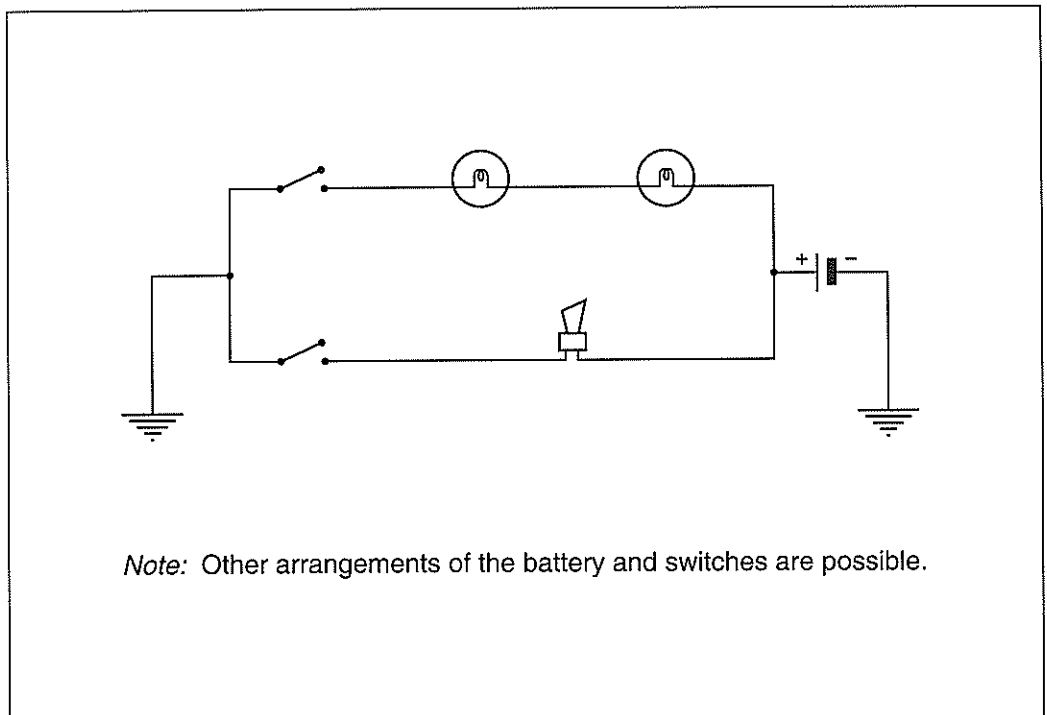 + −
Note: Other arrangements of the battery and switches are possible.